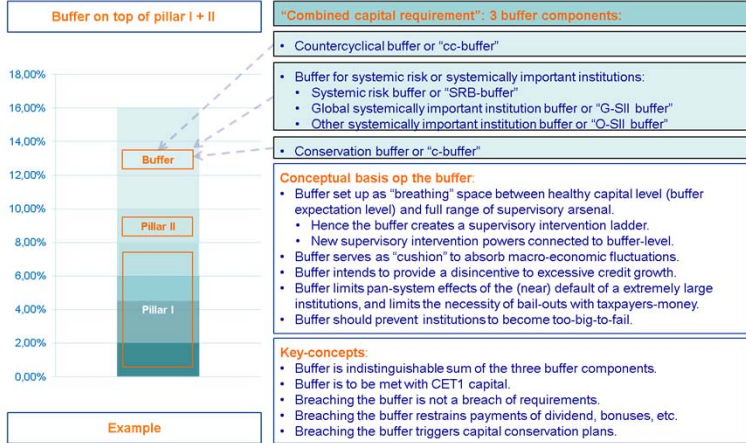 Buffer on top of pillar I + II
18,00%
16,00%
14,00%
12,00%
10,00%
8,00%
6,00%
4,00%
2,00%
0,00%
Buffer
Pillar II
Pillar I
Example
“Combined capital requirement”: 3 buffer components:
• Countercyclical buffer or “cc-buffer”
• Buffer for systemic risk or systemically important institutions:
• Systemic risk buffer or “SRB-buffer”
• Global systemically important institution buffer or “G-SII buffer”
• Other systemically important institution buffer or “O-SII buffer”
• Conservation buffer or “c-buffer”
Conceptual basis op the buffer:
• Buffer set up as “breathing” space between healthy capital level (buffer
expectation level) and full range of supervisory arsenal.
• Hence the buffer creates a supervisory intervention ladder.
• New supervisory intervention powers connected to buffer-level.
• Buffer serves as “cushion” to absorb macro-economic fluctuations.
• Buffer intends to provide a disincentive to excessive credit growth.
• Buffer limits pan-system effects of the (near) default of a extremely large
institutions, and limits the necessity of bail-outs with taxpayers-money.
• Buffer should prevent institutions to become too-big-to-fail.
Key-concepts:
• Buffer is indistinguishable sum of the three buffer components.
• Buffer is to be met with CET1 capital.
• Breaching the buffer is not a breach of requirements.
• Breaching the buffer restrains payments of dividend, bonuses, etc.
• Breaching the buffer triggers capital conservation plans.